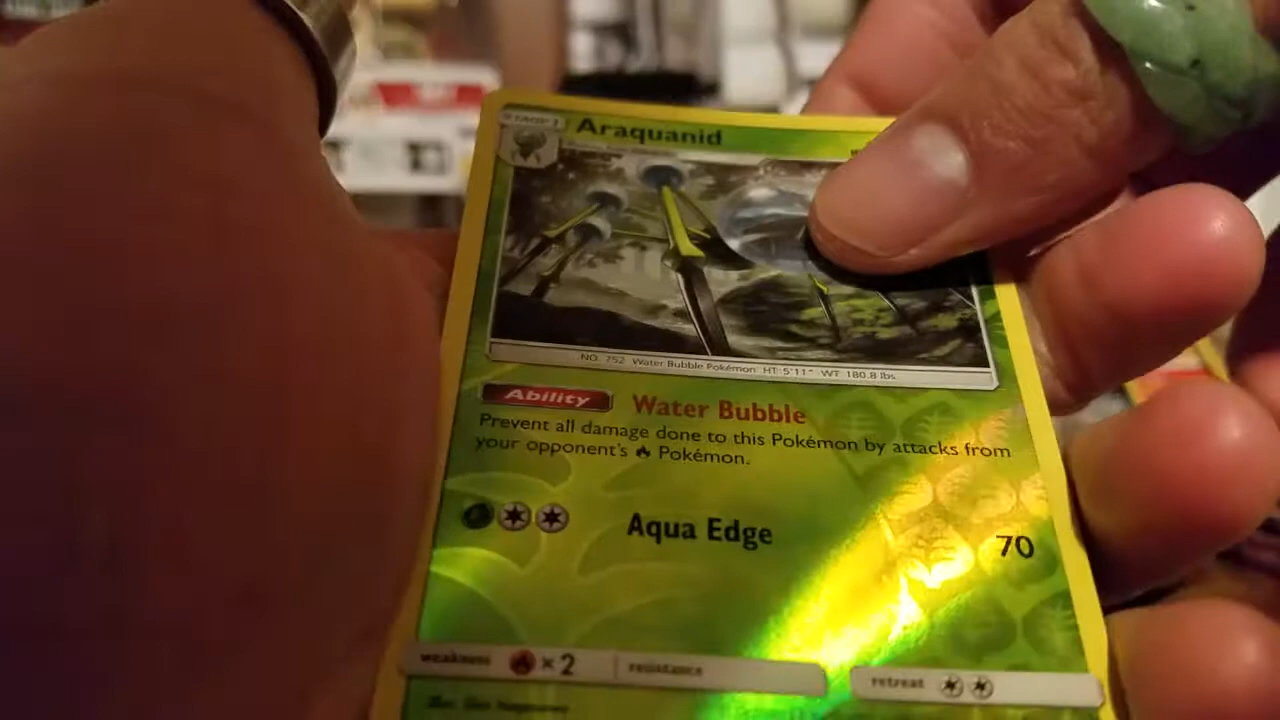 STAGE 1
Araquanid
NO. 752 Water Bubble Pokémon HT: 5'11" WT: 180.8 lbs
Ability Water Bubble
Prevent all damage done to this Pokémon by attacks from
your opponent's Pokémon.
Aqua Edge 70
weakness ×2 resistance retreat